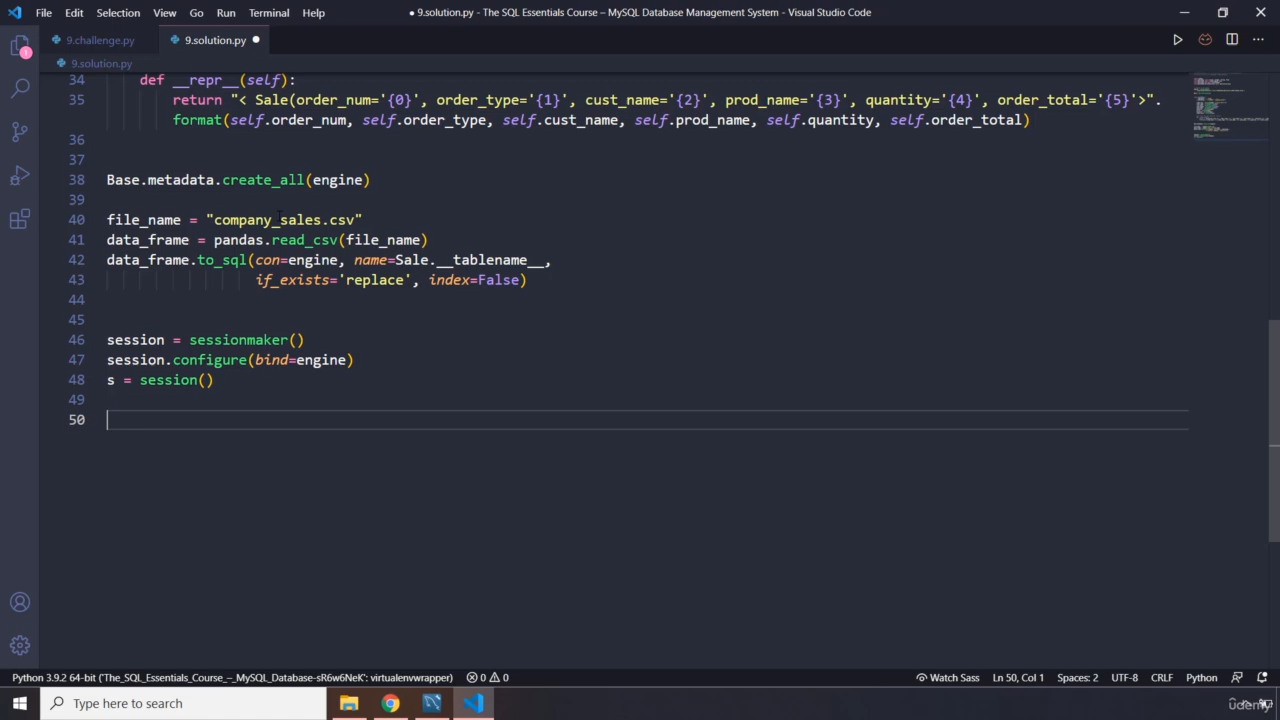 File Edit Selection View Go Run Terminal Help ● 9.solution.py - The SQL Essentials Course – MySQL Database Management System - Visual Studio Code
9.challenge.py 9.solution.py ●
9.solution.py
34 def __repr__(self):
35 return "< Sale(order_num='{0}', order_type='{1}', cust_name='{2}', prod_name='{3}', quantity='{4}', order_total='{5}'>".
format(self.order_num, self.order_type, self.cust_name, self.prod_name, self.quantity, self.order_total)
36
37
38 Base.metadata.create_all(engine)
39
40 file_name = "company_sales.csv"
41 data_frame = pandas.read_csv(file_name)
42 data_frame.to_sql(con=engine, name=Sale.__tablename__,
43 if_exists='replace', index=False)
44
45
46 session = sessionmaker()
47 session.configure(bind=engine)
48 s = session()
49
50
1
Python 3.9.2 64-bit ('The_SQL_Essentials_Course_–_MySQL_Database-sR6w6NeK': virtualenvwrapper) 0 0 Watch Sass Ln 50, Col 1 Spaces: 2 UTF-8 CRLF Python
Type here to search
udemy